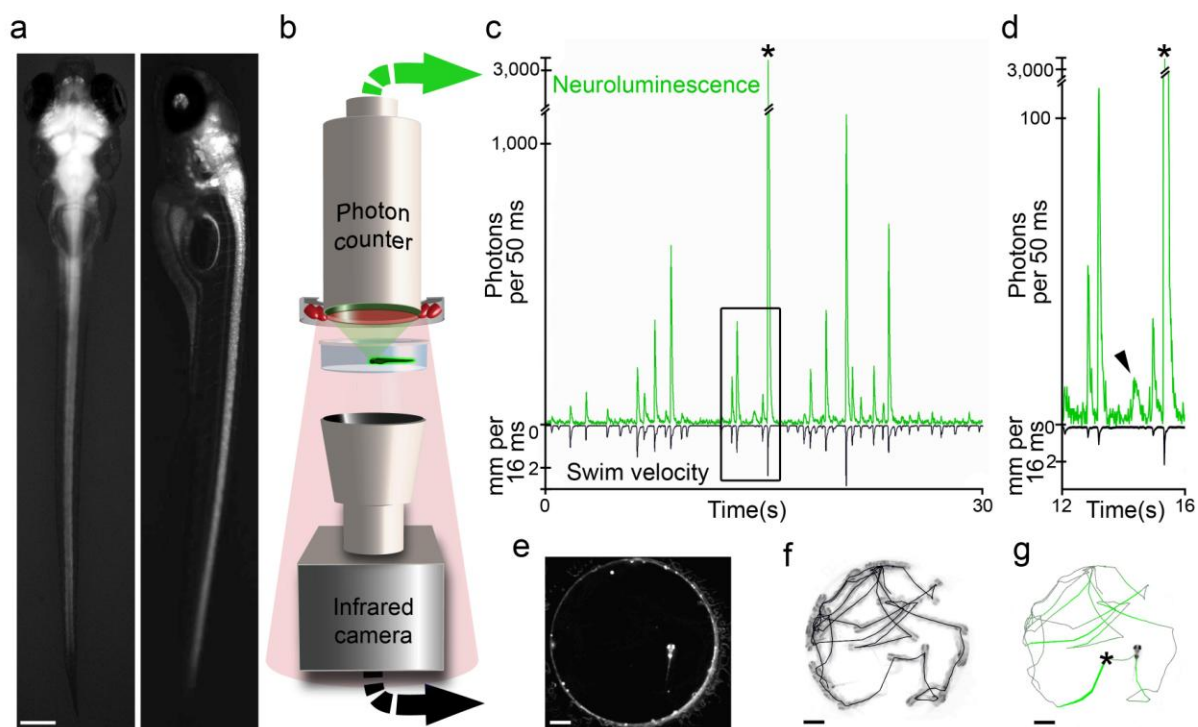 a
b
c
d
*
*
3,000
Neuroluminescence
3,000
100
1,000
Photon
counter
Photons
per 50 ms
Photons
per 50 ms
0
2
mm per
16 ms
Swim velocity
0
2
mm per
16 ms
0
Time(s)
30
12
Time(s)
16
Infrared
camera
e
f
g
*